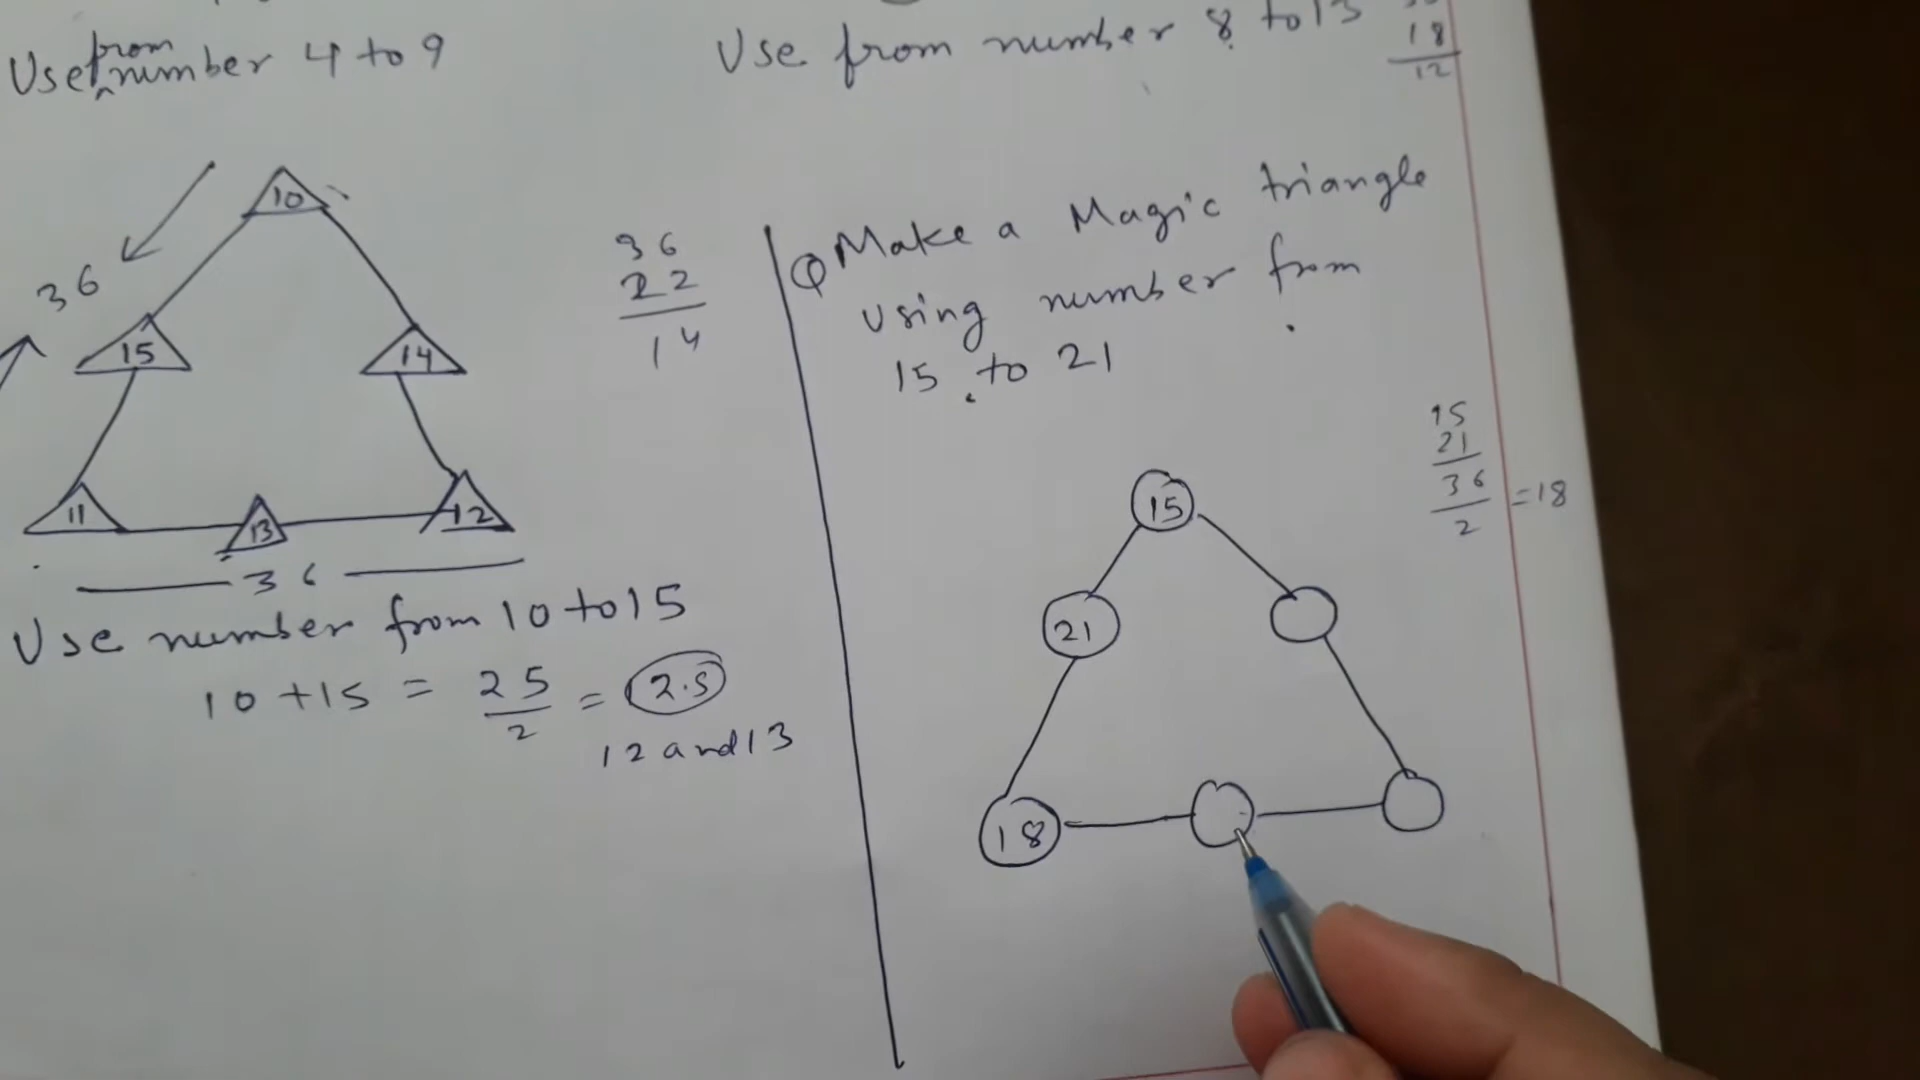 Use from number 4 to 9
Use from number 8 to 13
18
12
10
36
15
14
11
13
12
36
36
22
14
Use number from 10 to 15
10 + 15 = 25/2 = 2.5
12 and 13
Q Make a Magic triangle
using number from
15 to 21
15
21
36
2
=18
15
21
18